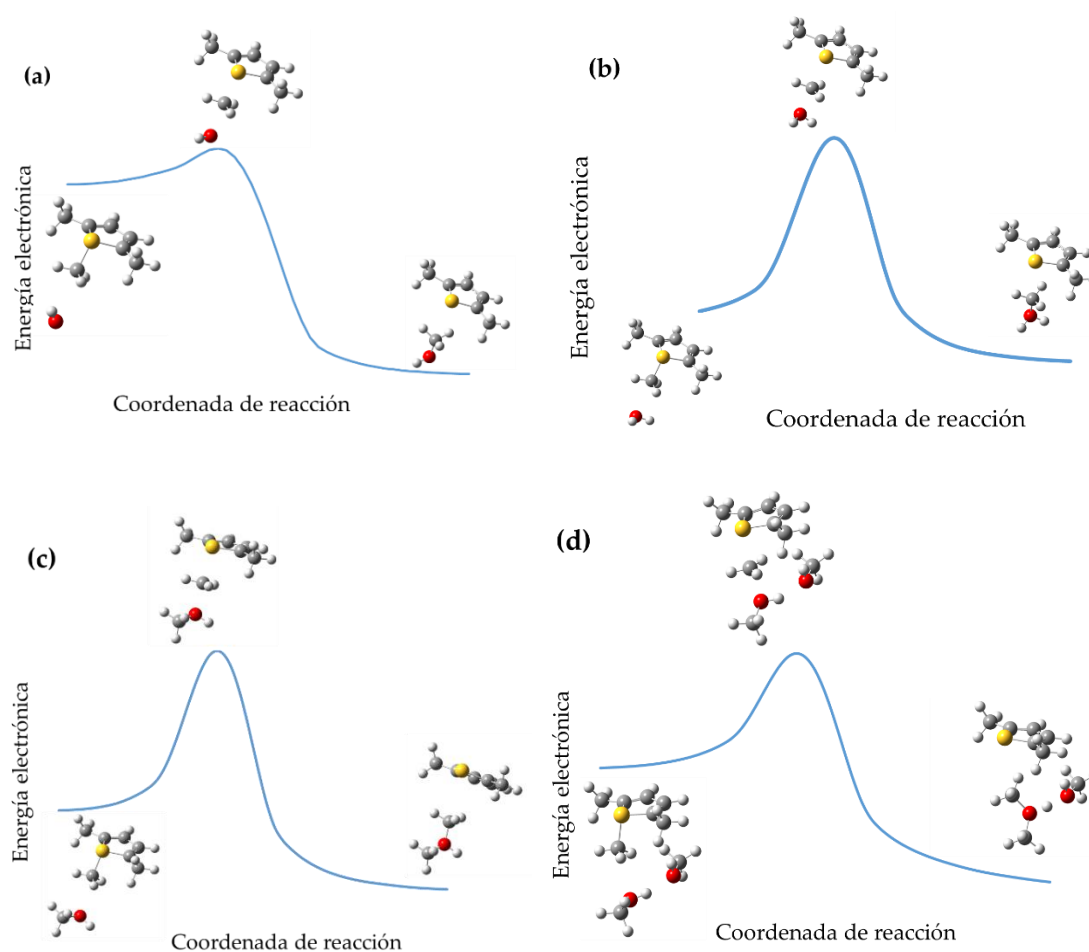 (a)
Energía electrónica
Coordenada de reacción
(b)
Energía electrónica
Coordenada de reacción
(c)
Energía electrónica
Coordenada de reacción
(d)
Energía electrónica
Coordenada de reacción